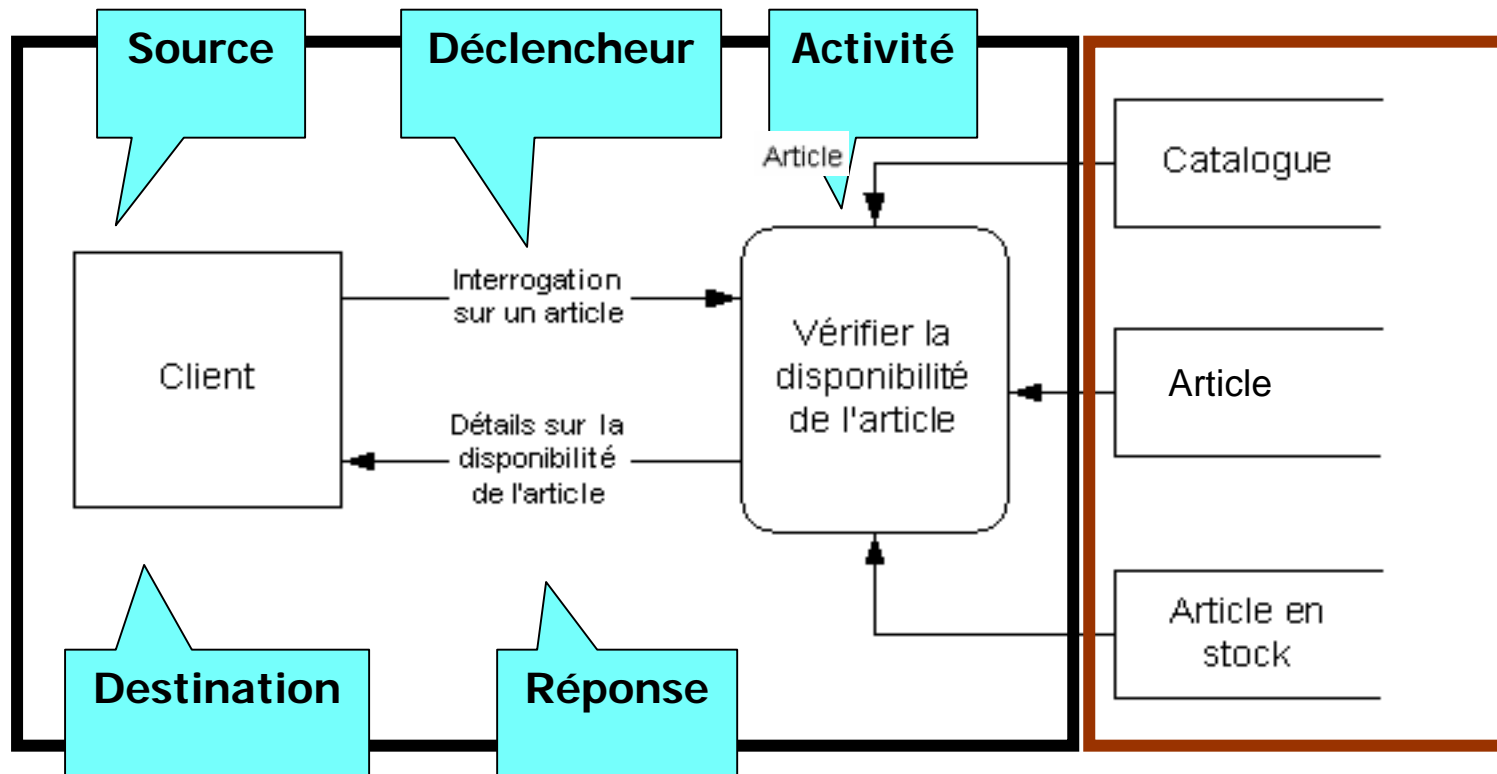 Source
Déclencheur
Activité
Article
Catalogue
Interrogation
sur un article
Client
Vérifier la
disponibilité
de l'article
Article
Détails sur la
disponibilité
de l'article
Article en
stock
Destination
Réponse